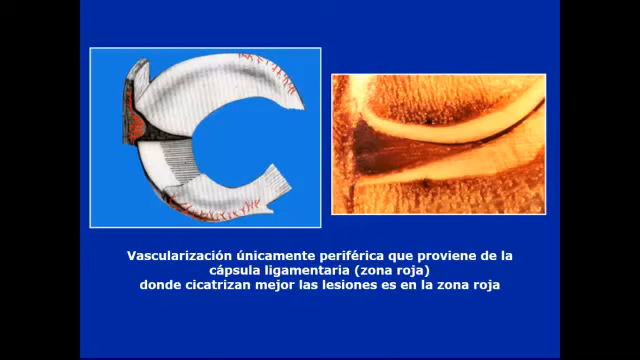 Vascularización únicamente periférica que proviene de la
cápsula ligamentaria (zona roja)
donde cicatrizan mejor las lesiones es en la zona roja